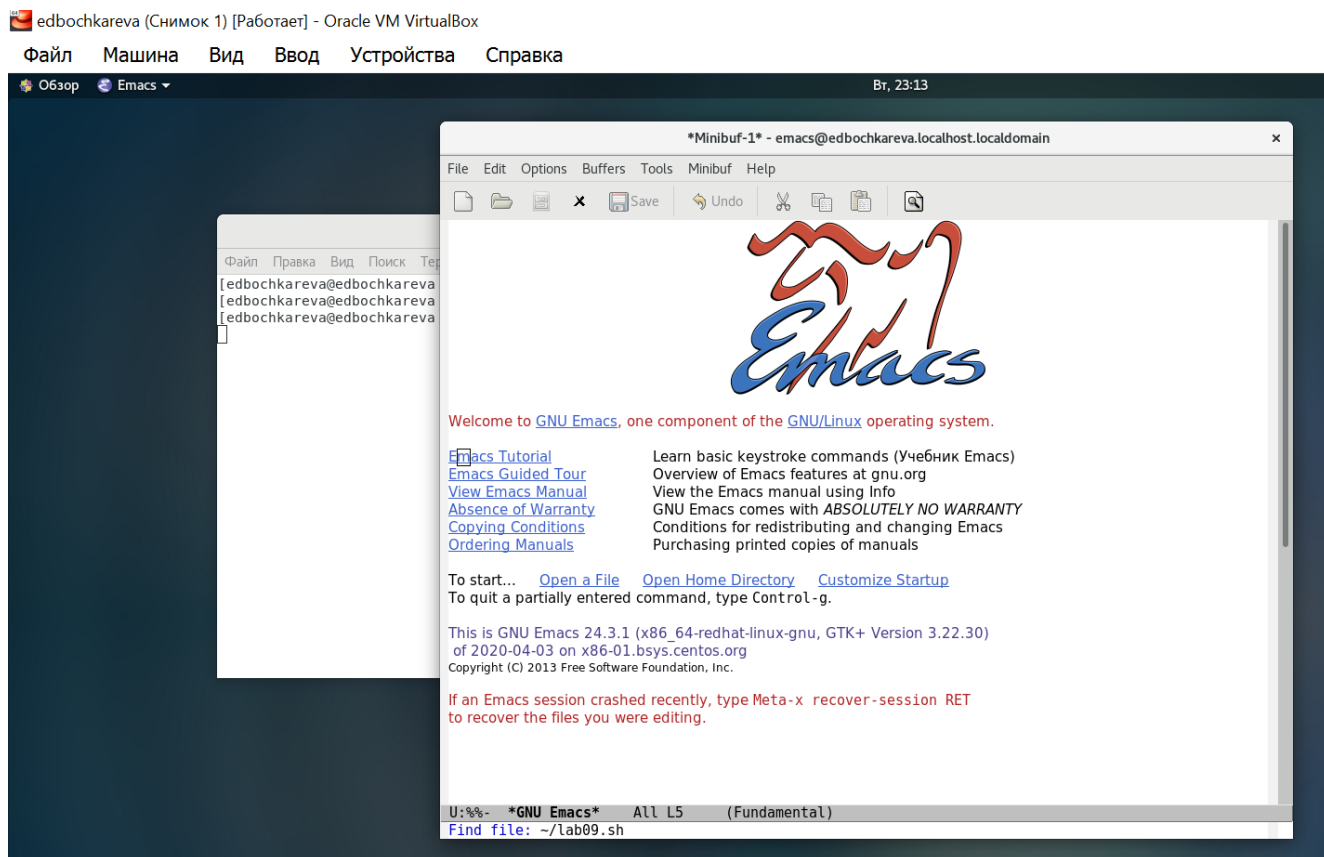 edbochkareva (Снимок 1) [Работает] - Oracle VM VirtualBox
Файл Машина Вид Ввод Устройства Справка
Обзор Emacs Вт, 23:13
*Minibuf-1* - emacs@edbochkareva.localhost.localdomain
File Edit Options Buffers Tools Minibuf Help
Save Undo
Файл Правка Вид Поиск Тер
[edbochkareva@edbochkareva
[edbochkareva@edbochkareva
[edbochkareva@edbochkareva
Emacs
Welcome to GNU Emacs, one component of the GNU/Linux operating system.
Emacs Tutorial Learn basic keystroke commands (Учебник Emacs)
Emacs Guided Tour Overview of Emacs features at gnu.org
View Emacs Manual View the Emacs manual using Info
Absence of Warranty GNU Emacs comes with ABSOLUTELY NO WARRANTY
Copying Conditions Conditions for redistributing and changing Emacs
Ordering Manuals Purchasing printed copies of manuals
To start... Open a File Open Home Directory Customize Startup
To quit a partially entered command, type Control-g.
This is GNU Emacs 24.3.1 (x86_64-redhat-linux-gnu, GTK+ Version 3.22.30)
of 2020-04-03 on x86-01.bsys.centos.org
Copyright (C) 2013 Free Software Foundation, Inc.
If an Emacs session crashed recently, type Meta-x recover-session RET
to recover the files you were editing.
U:%%- *GNU Emacs* All L5 (Fundamental)
Find file: ~/lab09.sh